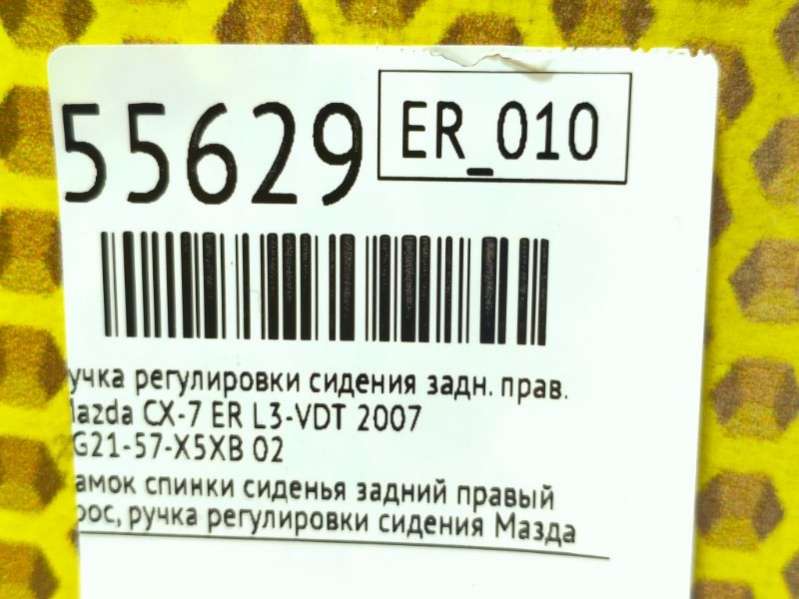 55629
ER_010
учка регулировки сидения задн. прав.
Mazda CX-7 ER L3-VDT 2007
G21-57-X5XB 02
амок спинки сиденья задний правый
рос, ручка регулировки сидения Мазда